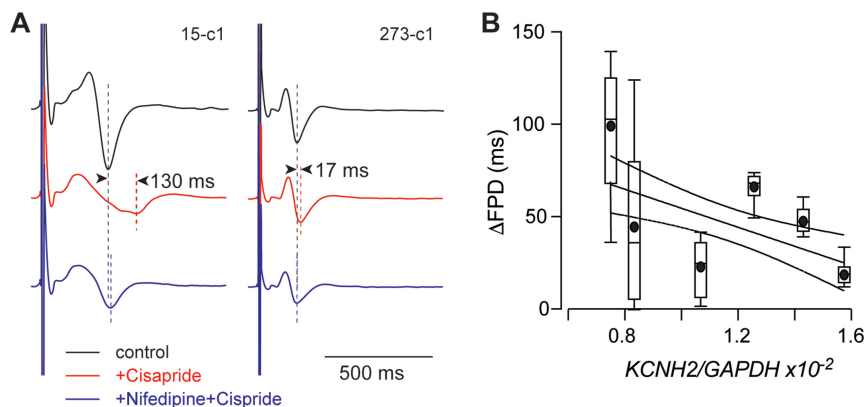 A
15-c1
273-c1
130 ms
17 ms
control
+Cisapride
+Nifedipine+Cispride
500 ms
B
ΔFPD (ms)
150
100
50
0
0.8
1.2
1.6
KCNH2/GAPDH x10-2